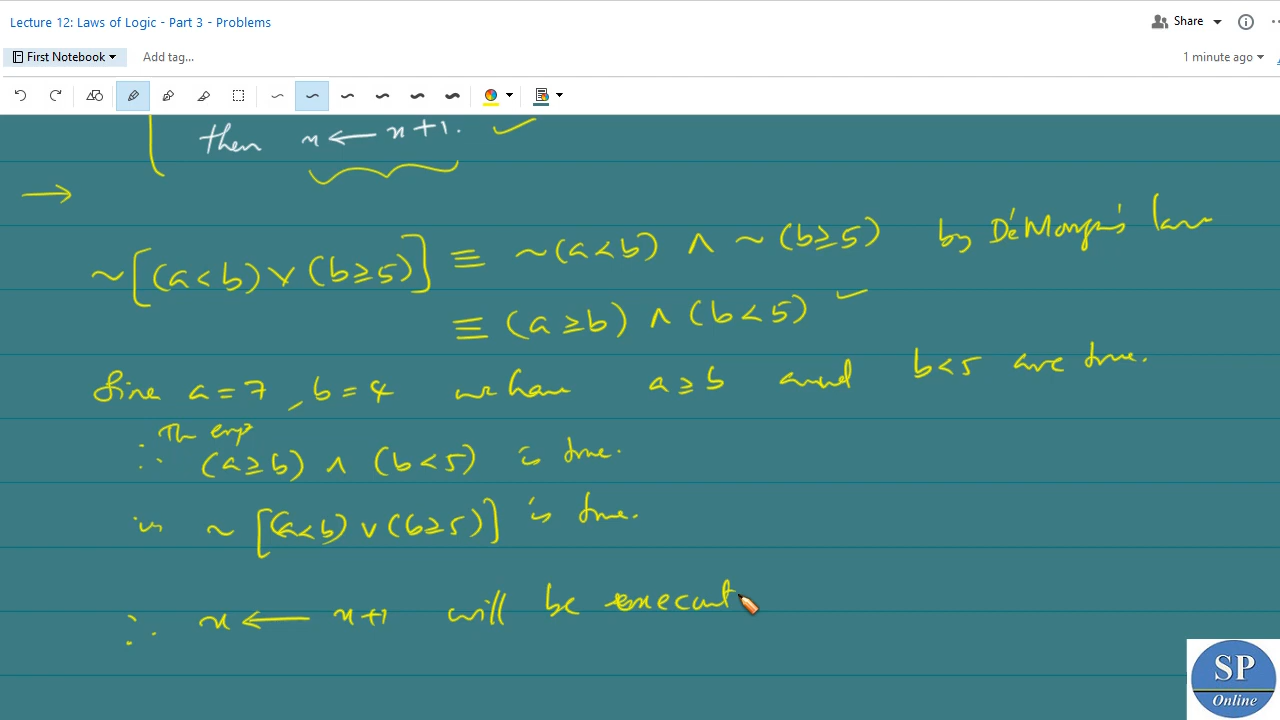 Lecture 12: Laws of Logic - Part 3 - Problems
Share
First Notebook
Add tag...
1 minute ago
then x ← x+1.
~[(a<b) ∨ (b≥5)] ≡ ~(a<b) ∧ ~(b≥5) by De'Morgan's law
≡ (a≥b) ∧ (b<5)
Since a=7, b=4 we have a≥b and b<5 are true.
The exp
∴ (a≥b) ∧ (b<5) is true.
ie ~[(a<b) ∨ (b≥5)] is true.
∴ x ← x+1 will be execut
SP
Online